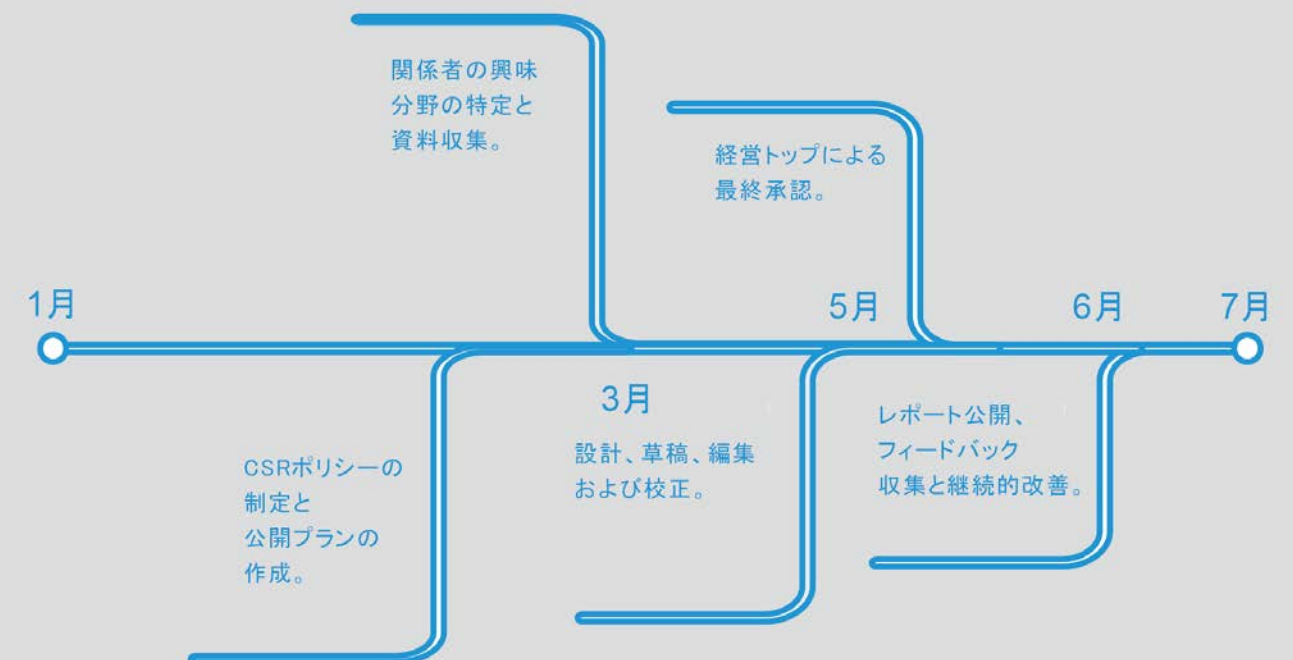 関係者の興味
分野の特定と
資料収集。
経営トップによる
最終承認。
1月
5月
6月
7月
3月
CSRポリシーの
制定と
公開プランの
作成。
設計、草稿、編集
および校正。
レポート公開、
フィードバック
収集と継続的改善。